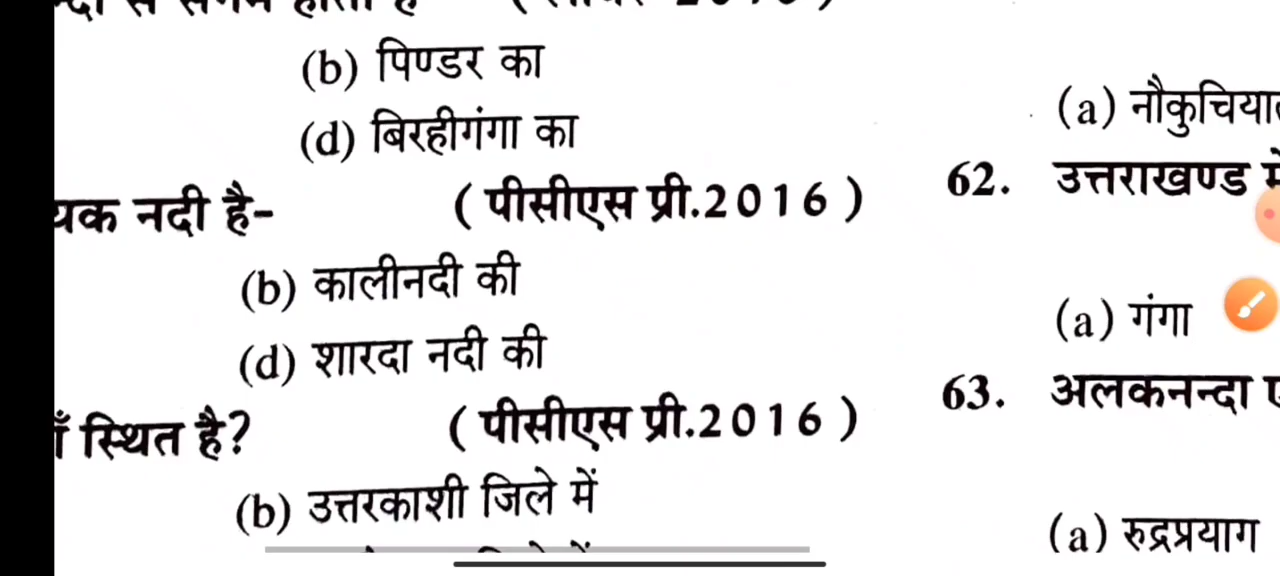 (b) पिण्डर का
(d) बिरहीगंगा का
यक नदी है- ( पीसीएस प्री.2016 )
(b) कालीनदी की
(d) शारदा नदी की
स्थित है? ( पीसीएस प्री.2016 )
(b) उत्तरकाशी जिले में
(a) नौकुचिया
62. उत्तराखण्ड में
(a) गंगा
63. अलकनन्दा
(a) रुद्रप्रयाग